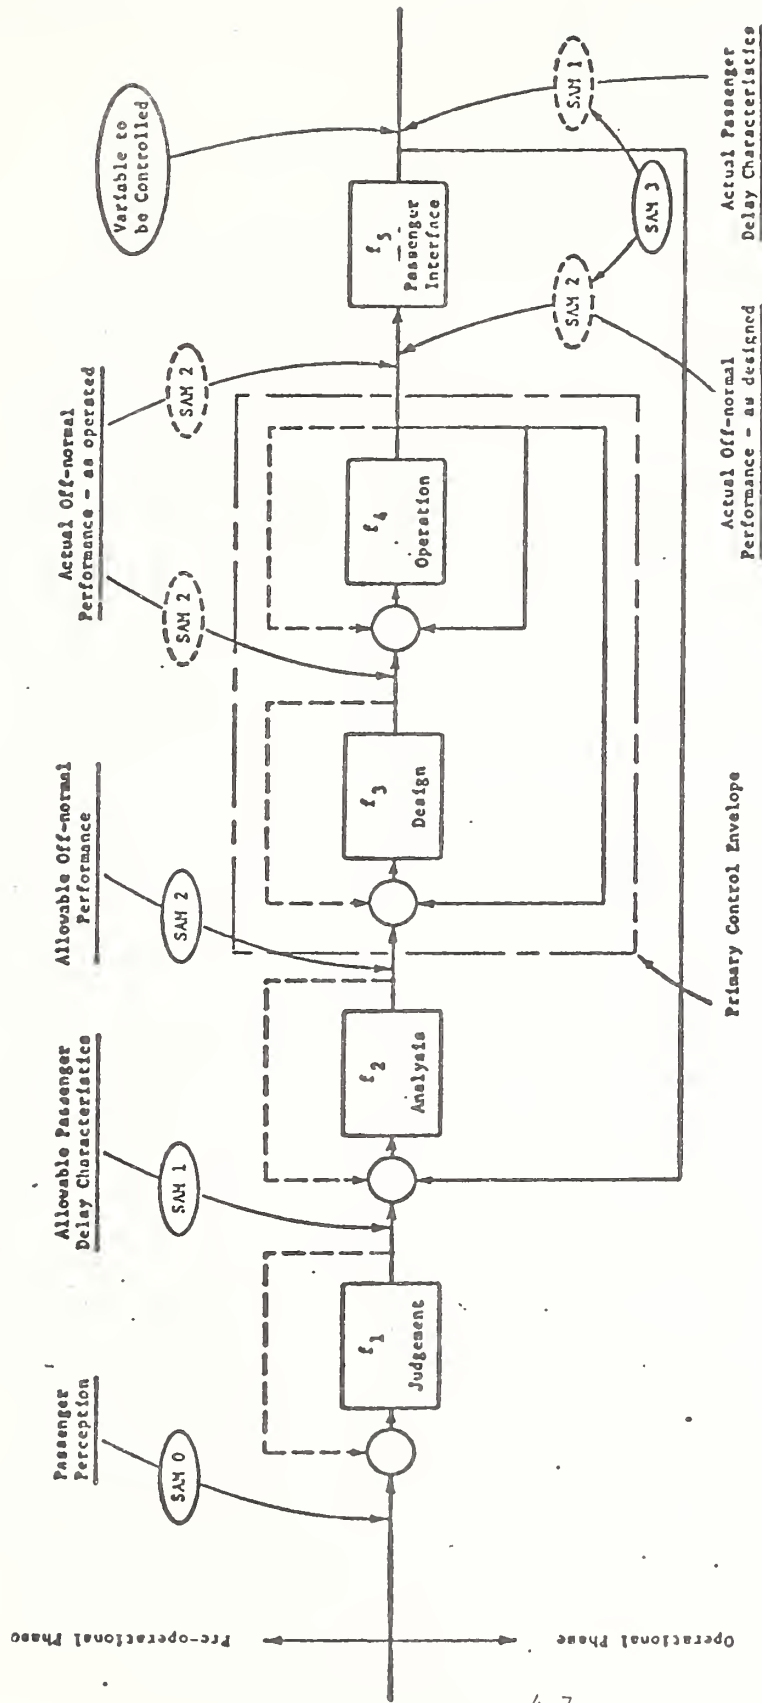 Passenger
Perception
SAM 0
Allowable Passenger
Delay Characteristics
SAM 1
Allowable Off-normal
Performance
SAM 2
Actual Off-normal
Performance - as operated
SAM 2
SAM 2
Variable to
be Controlled
Pre-operational Phase
Operational Phase
f1
Judgement
f2
Analysis
f3
Design
f4
Operation
f5
Passenger
Interface
SAM 2
SAM 3
SAM 1
Primary Control Envelope
Actual Off-normal
Performance - as designed
Actual Passenger
Delay Characteristics